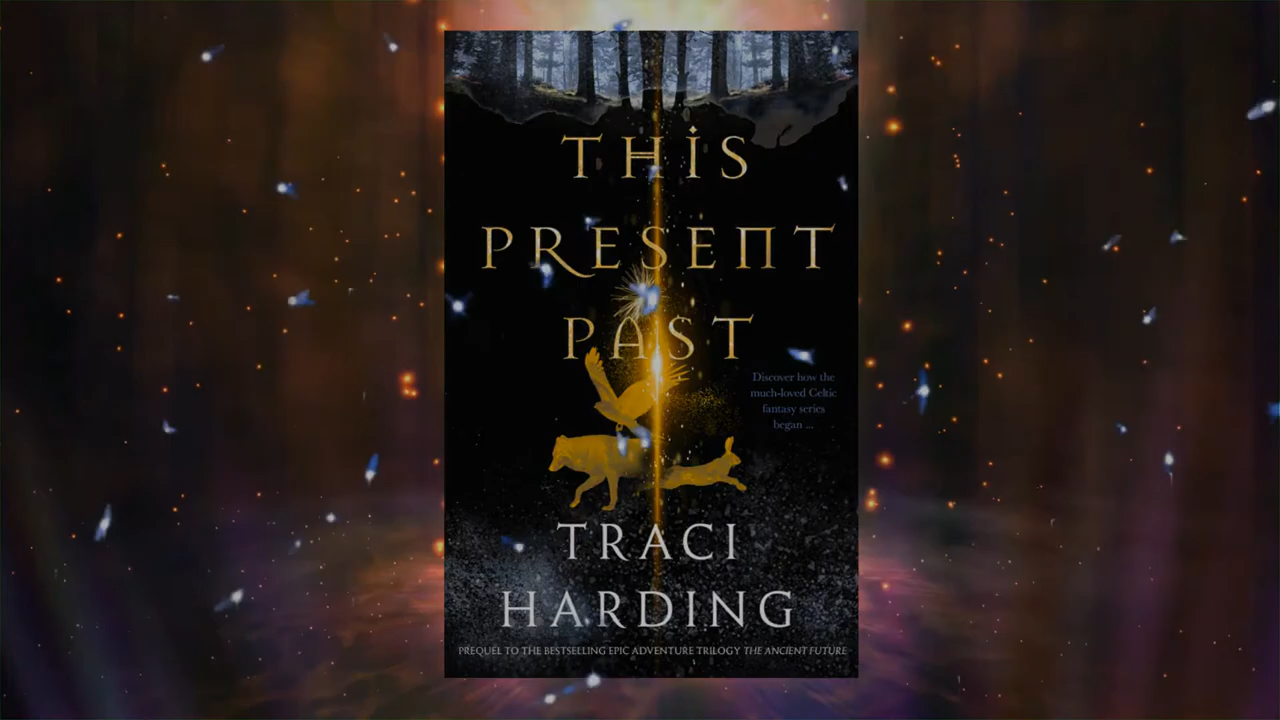 THIS
PRESENT
PAST
Discover how the
much-loved Celtic
fantasy series
began ...
TRACI
HARDING
PREQUEL TO THE BESTSELLING EPIC ADVENTURE TRILOGY THE ANCIENT FUTURE